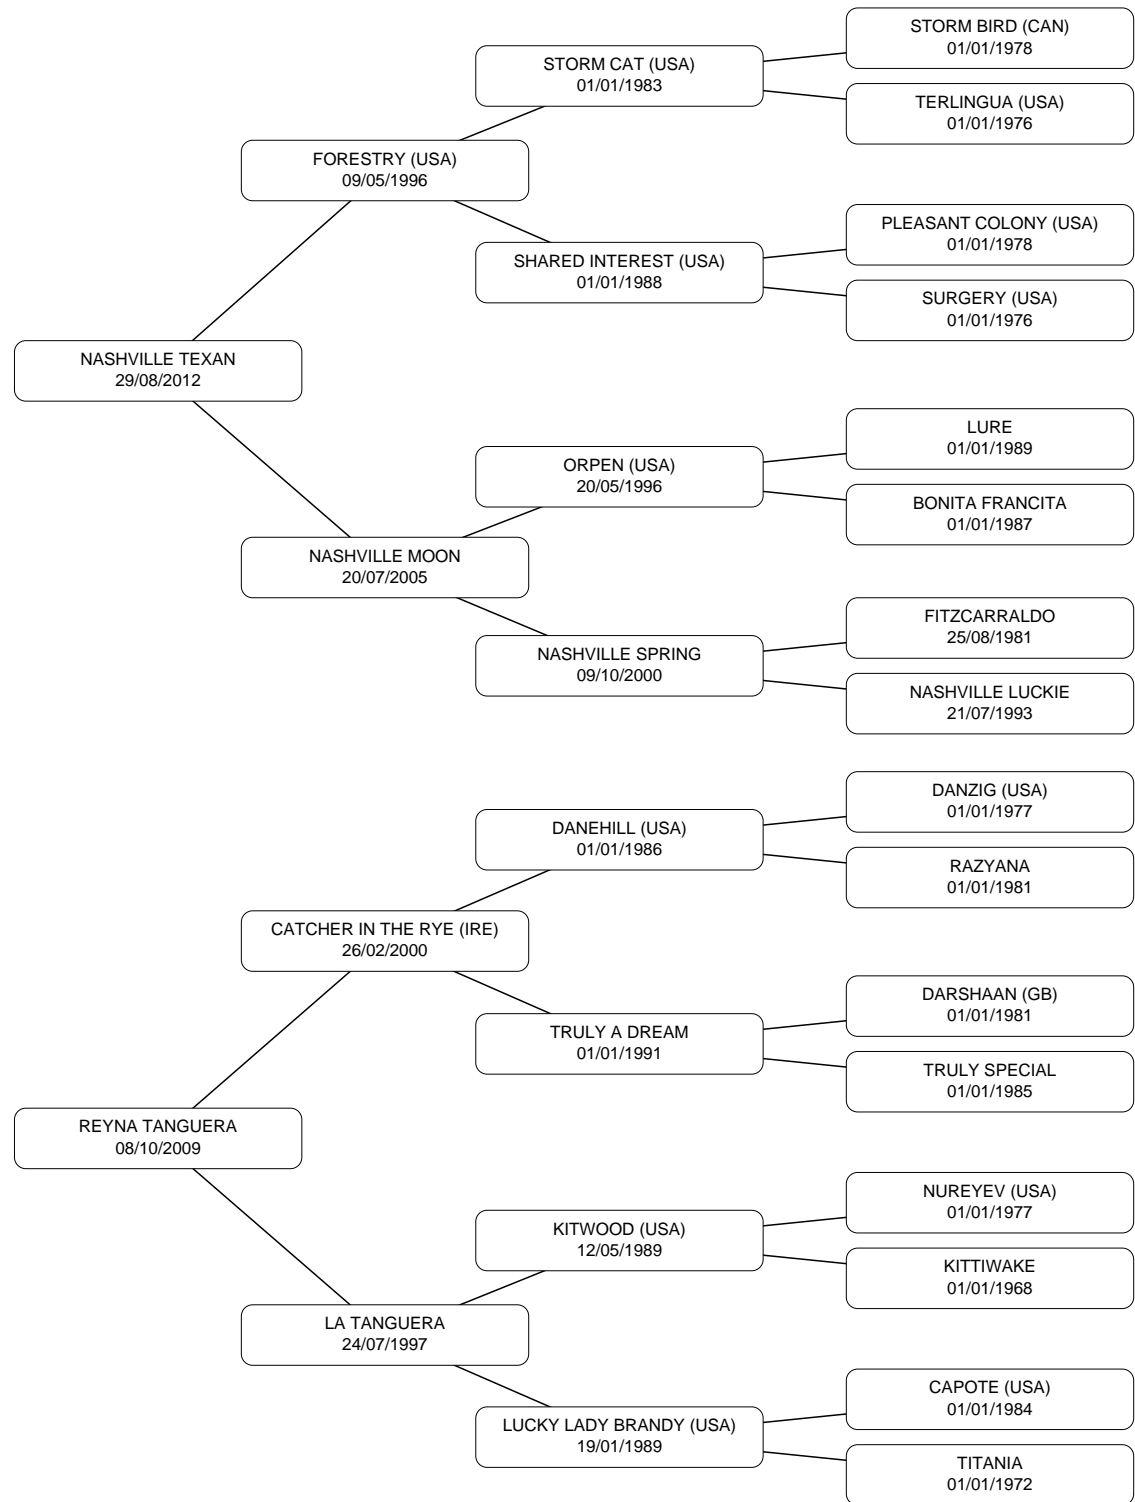 STORM BIRD (CAN)
01/01/1978
STORM CAT (USA)
01/01/1983
TERLINGUA (USA)
01/01/1976
FORESTRY (USA)
09/05/1996
PLEASANT COLONY (USA)
01/01/1978
SHARED INTEREST (USA)
01/01/1988
SURGERY (USA)
01/01/1976
NASHVILLE TEXAN
29/08/2012
LURE
01/01/1989
ORPEN (USA)
20/05/1996
BONITA FRANCITA
01/01/1987
NASHVILLE MOON
20/07/2005
FITZCARRALDO
25/08/1981
NASHVILLE SPRING
09/10/2000
NASHVILLE LUCKIE
21/07/1993
DANZIG (USA)
01/01/1977
DANEHILL (USA)
01/01/1986
RAZYANA
01/01/1981
CATCHER IN THE RYE (IRE)
26/02/2000
DARSHAAN (GB)
01/01/1981
TRULY A DREAM
01/01/1991
TRULY SPECIAL
01/01/1985
REYNA TANGUERA
08/10/2009
NUREYEV (USA)
01/01/1977
KITWOOD (USA)
12/05/1989
KITTIWAKE
01/01/1968
LA TANGUERA
24/07/1997
CAPOTE (USA)
01/01/1984
LUCKY LADY BRANDY (USA)
19/01/1989
TITANIA
01/01/1972